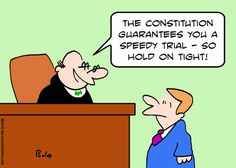 THE CONSTITUTION
GUARANTEES YOU A
SPEEDY TRIAL – SO
HOLD ON TIGHT!